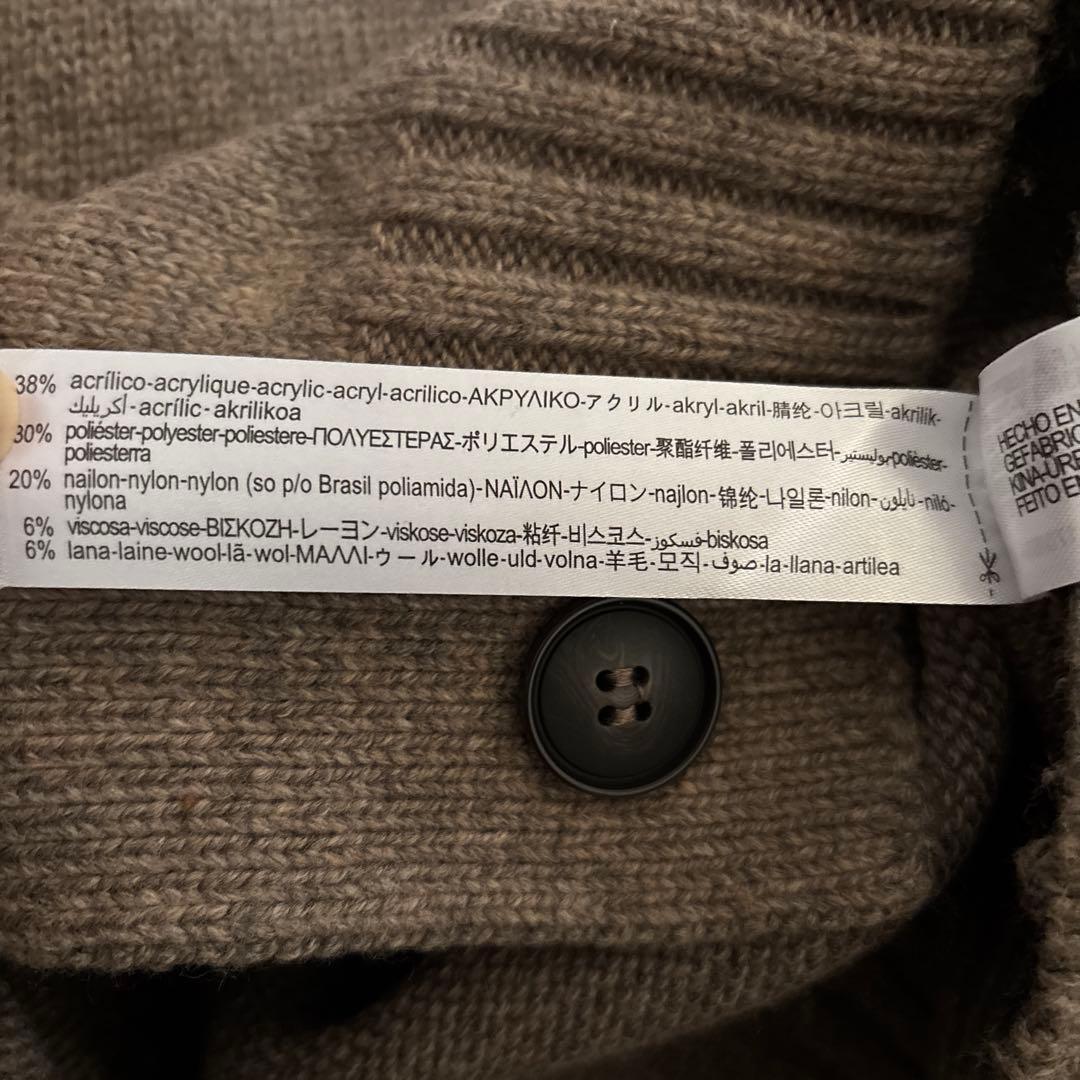 38% acrílico-acrylique-acrylic-acryl-acrilico-ΑΚΡΥΛΙΚΟ-アクリル-akryl-akril-腈纶-아크릴-akrilik-
أكريليك-acrílic-akrilikoa
30% poliéster-polyester-poliestere-ΠΟΛΥΕΣΤΕΡΑΣ-ポリエステル-poliester-聚酯纤维-폴리에스터-بوليستير-polièster-
poliesterra
20% nailon-nylon-nylon (so p/o Brasil poliamida)-ΝΑΪΛΟΝ-ナイロン-najlon-锦纶-나일론-nilon-نايلون-niló-
nylona
6% viscosa-viscose-ΒΙΣΚΟΖΗ-レーヨン-viskose-viskoza-粘纤-비스코스-فسكوز-biskosa
6% lana-laine-wool-lã-wol-ΜΑΛΛΙ-ウール-wolle-uld-volna-羊毛-모직-صوف-la-llana-artilea
HECHO EN
GEFABRIC
KINA-ÜRE
FEITO EN